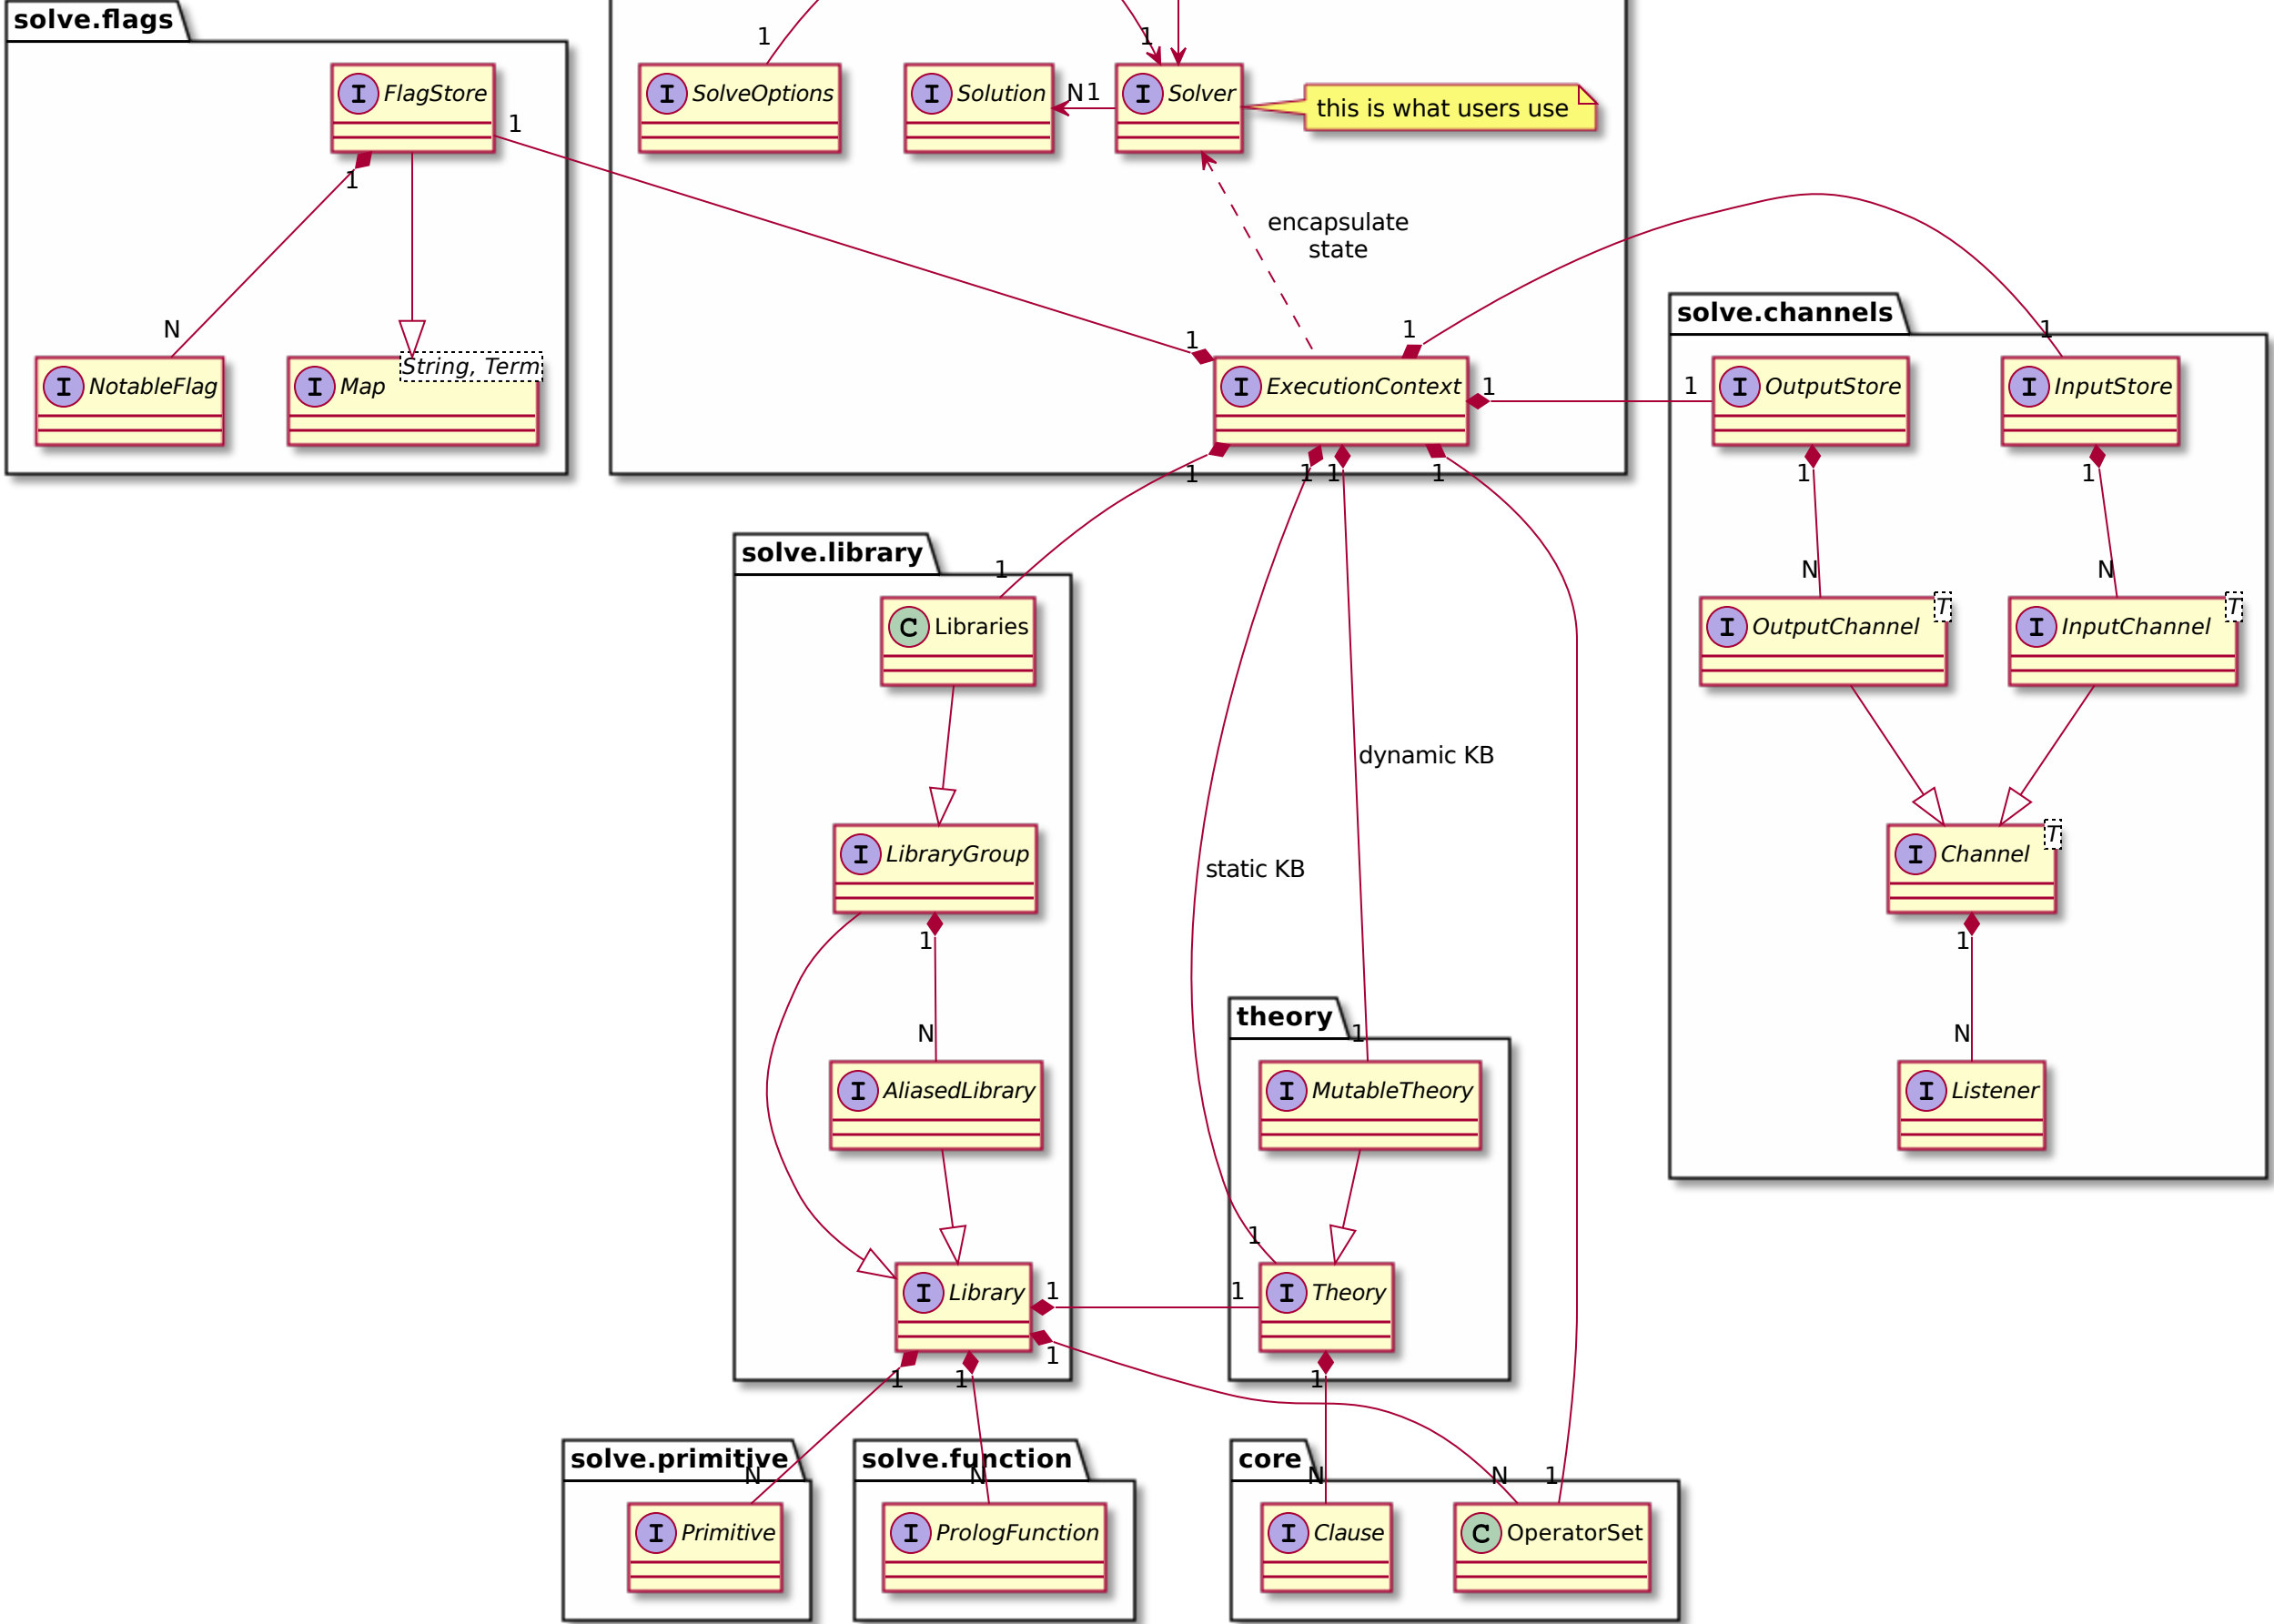 solve.flags
I FlagStore
1
1
N
I NotableFlag
I Map
String, Term
1
1
I SolveOptions
I Solution
N 1
I Solver
this is what users use
encapsulate
state
1
1
1
I ExecutionContext
1
1
1
1
1
1
solve.channels
1
I OutputStore
I InputStore
1
1
N
N
I OutputChannel
T
I InputChannel
T
I Channel
T
1
N
I Listener
solve.library
1
C Libraries
I LibraryGroup
1
N
I AliasedLibrary
I Library
1
1
1
1
dynamic KB
static KB
theory
1
I MutableTheory
1
1
I Theory
1
solve.primitive
N
I Primitive
solve.function
N
I PrologFunction
core
N
N
1
I Clause
C OperatorSet